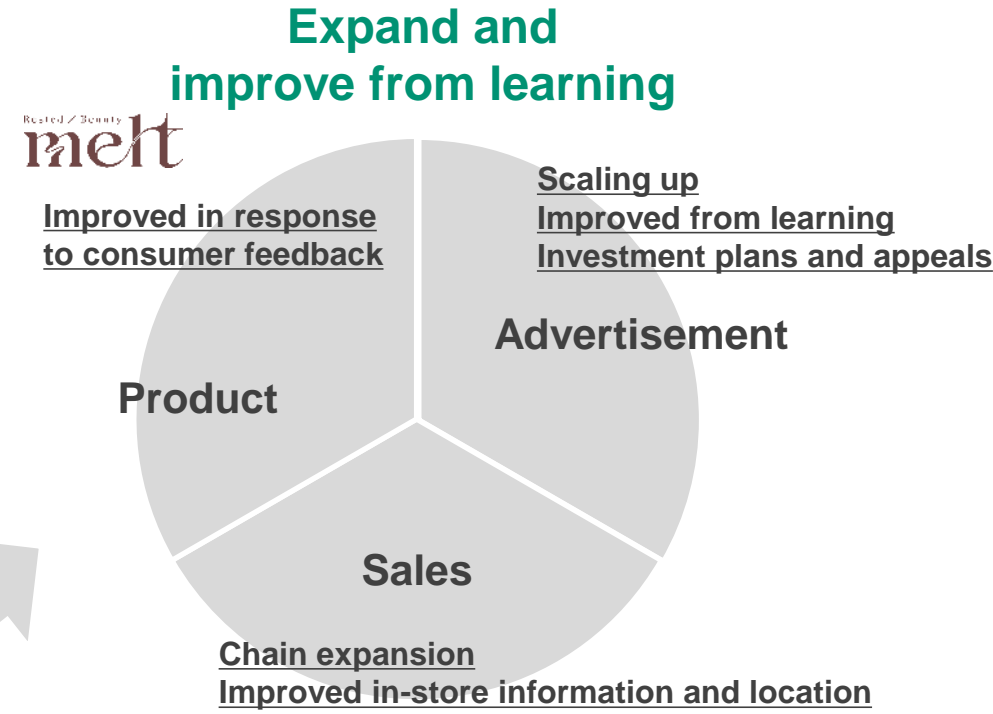 Expand and
improve from learning
Rested / Beauty
melt
Improved in response
to consumer feedback
Scaling up
Improved from learning
Investment plans and appeals
Advertisement
Product
Sales
Chain expansion
Improved in-store information and location